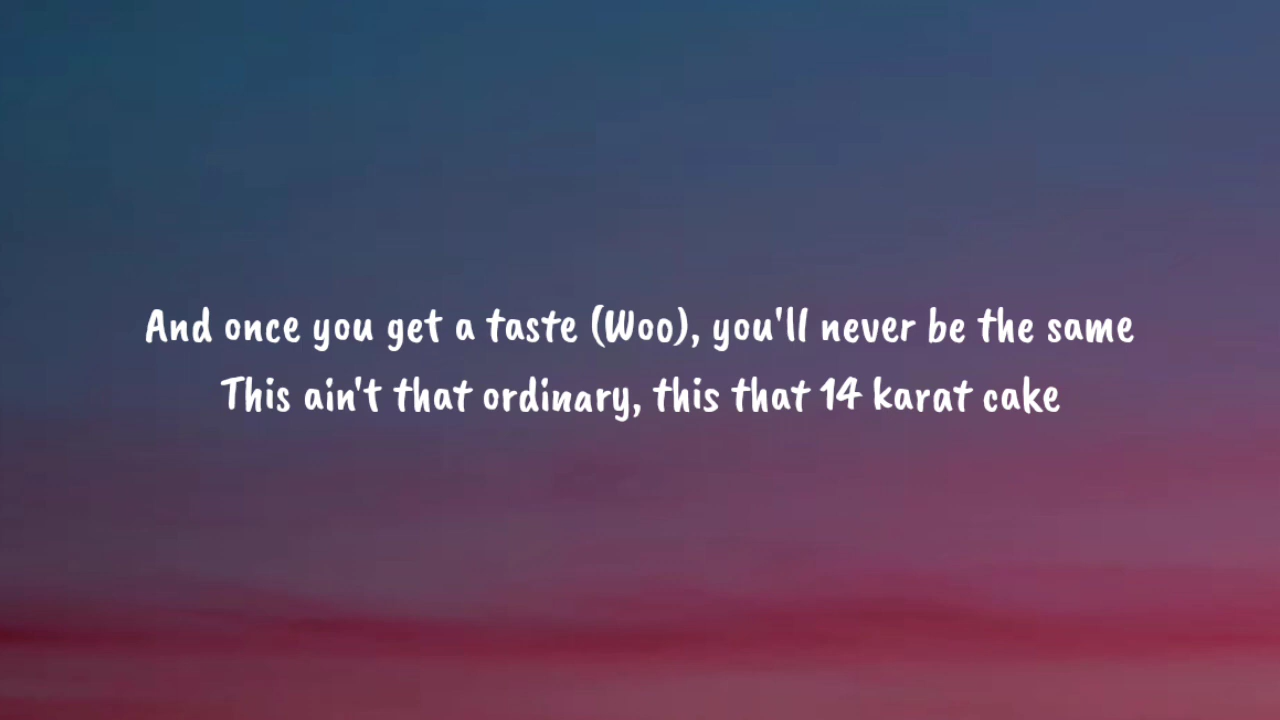 And once you get a taste (Woo), you'll never be the same
This ain't that ordinary, this that 14 karat cake